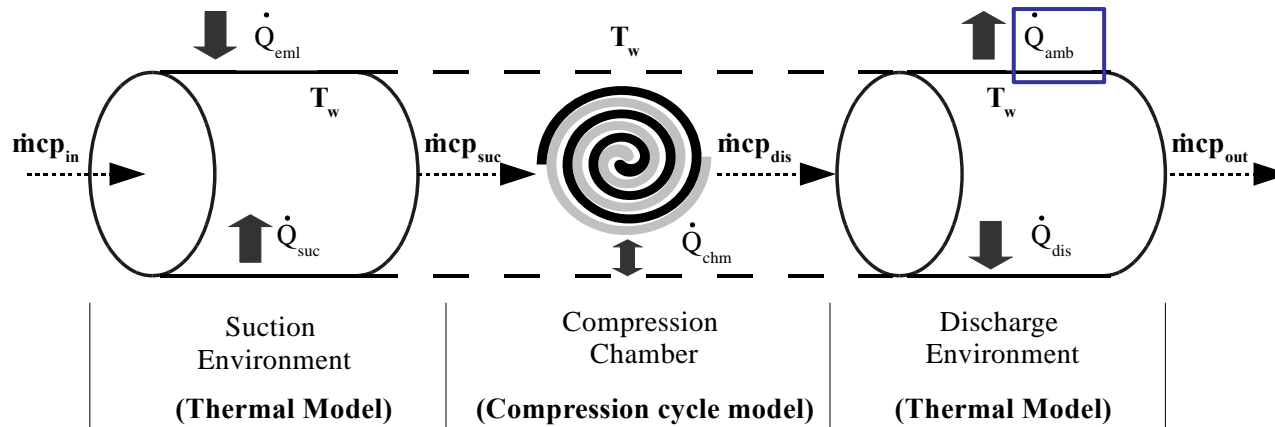 Q̇eml
Tw
Q̇amb
Tw
Tw
ṁcpin
ṁcpsuc
ṁcpdis
ṁcpout
Q̇suc
Q̇chm
Q̇dis
Suction
Environment
(Thermal Model)
Compression
Chamber
(Compression cycle model)
Discharge
Environment
(Thermal Model)